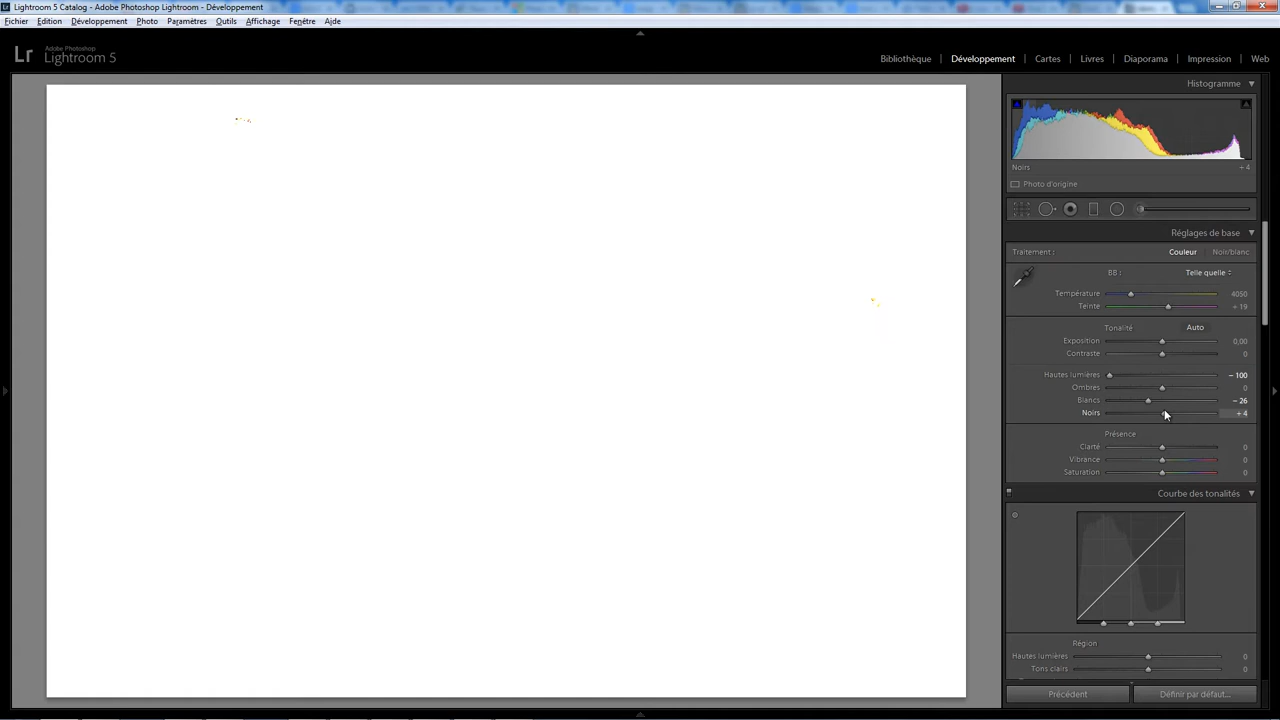 Lightroom 5 Catalog - Adobe Photoshop Lightroom - Développement
Fichier Edition Développement Photo Paramètres Outils Affichage Fenêtre Aide
Lr Adobe Photoshop
Lightroom 5
Bibliothèque Développement Cartes Livres Diaporama Impression Web
Histogramme
Noirs + 4
Photo d'origine
Réglages de base
Traitement : Couleur Noir/blanc
BB : Telle quelle
Température 4050
Teinte + 19
Tonalité Auto
Exposition 0,00
Contraste 0
Hautes lumières – 100
Ombres 0
Blancs – 26
Noirs + 4
Présence
Clarté 0
Vibrance 0
Saturation 0
Courbe des tonalités
Région
Hautes lumières 0
Tons clairs 0
Précédent Définir par défaut...